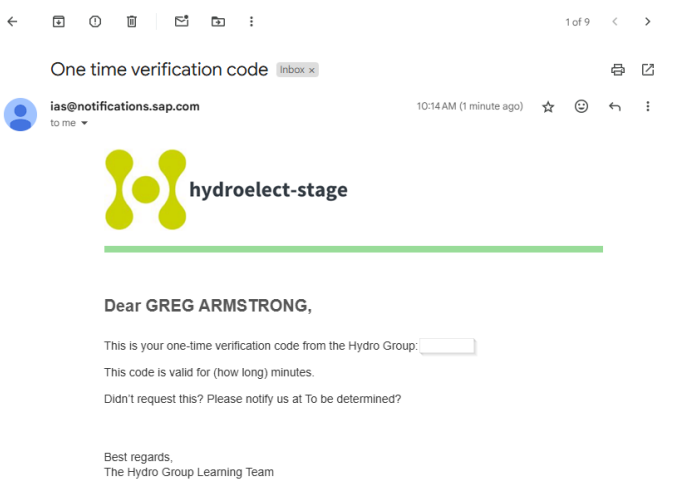 1 of 9
One time verification code Inbox ×
ias@notifications.sap.com 10:14 AM (1 minute ago)
to me
hydroelect-stage
Dear GREG ARMSTRONG,
This is your one-time verification code from the Hydro Group:
This code is valid for (how long) minutes.
Didn't request this? Please notify us at To be determined?
Best regards,
The Hydro Group Learning Team